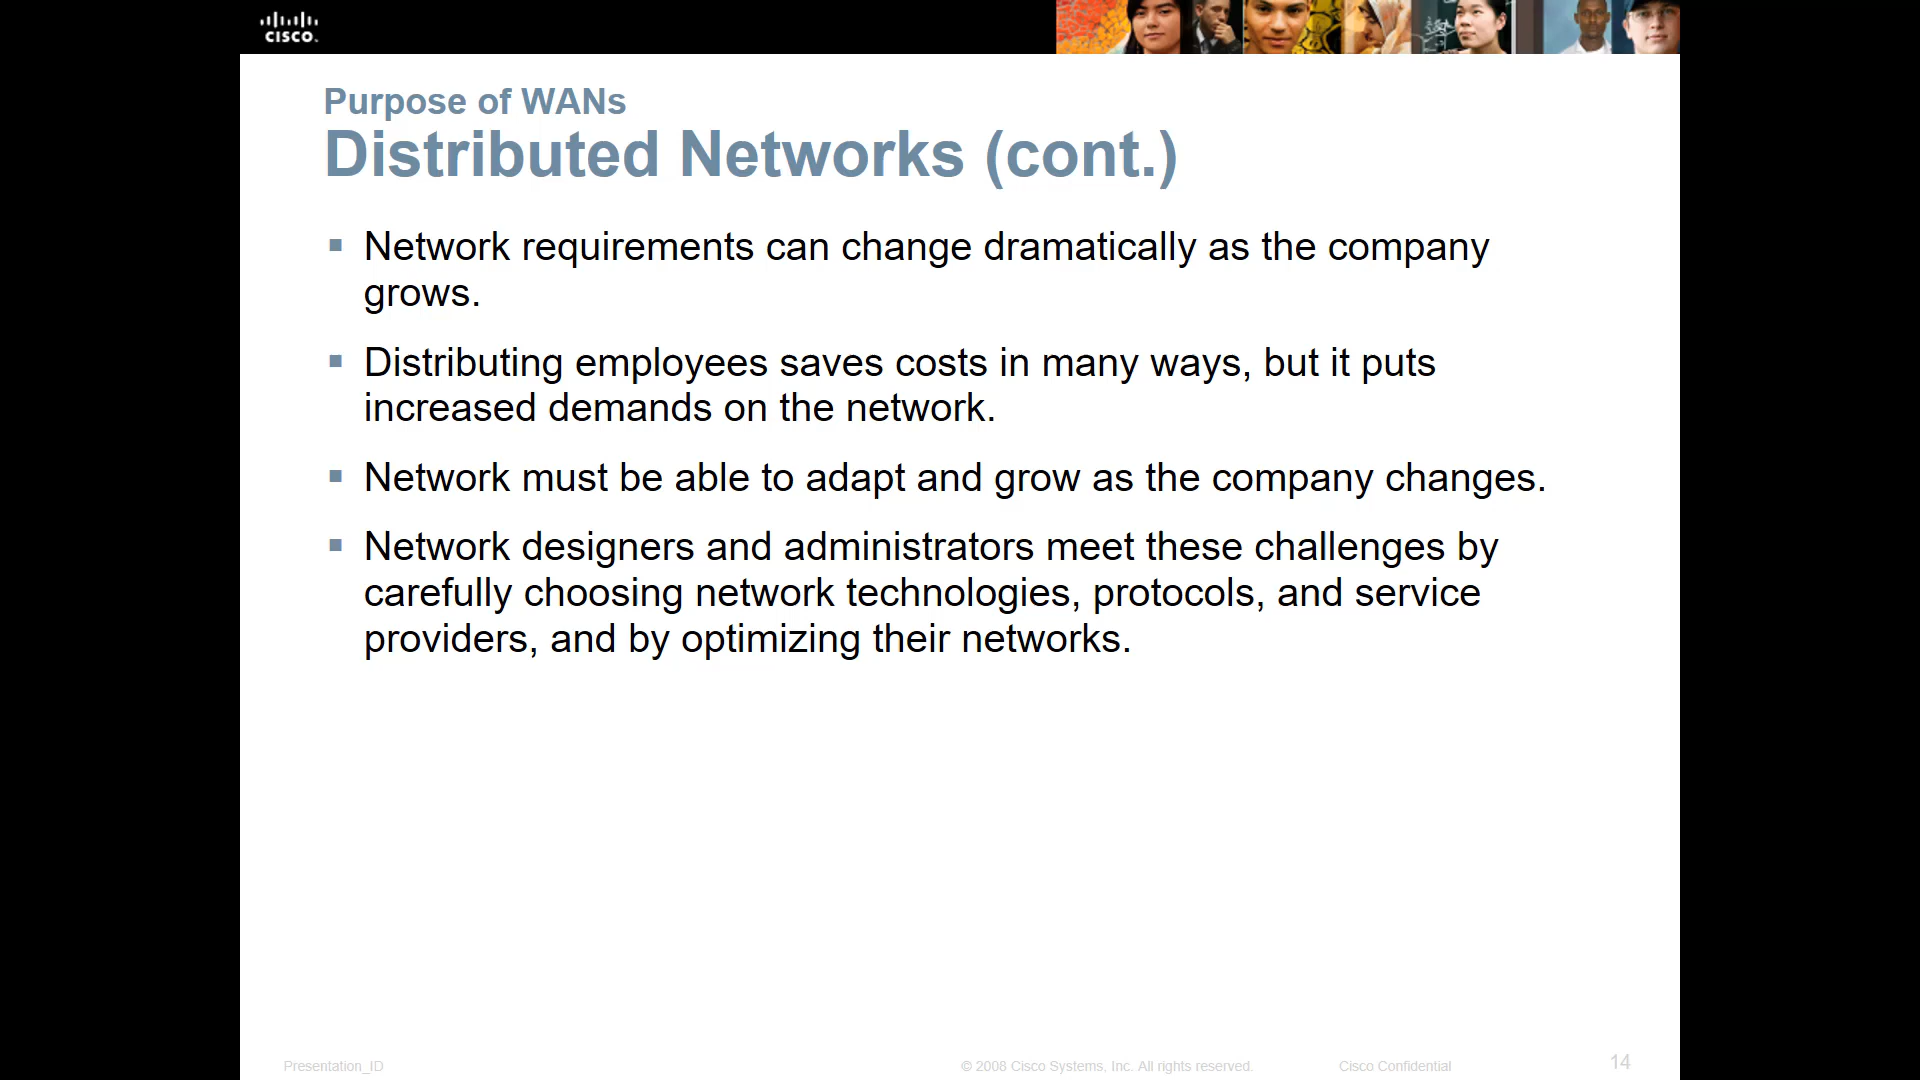 CISCO.
Purpose of WANs
Distributed Networks (cont.)
▪ Network requirements can change dramatically as the company
grows.
▪ Distributing employees saves costs in many ways, but it puts
increased demands on the network.
▪ Network must be able to adapt and grow as the company changes.
▪ Network designers and administrators meet these challenges by
carefully choosing network technologies, protocols, and service
providers, and by optimizing their networks.
Presentation_ID © 2008 Cisco Systems, Inc. All rights reserved. Cisco Confidential 14